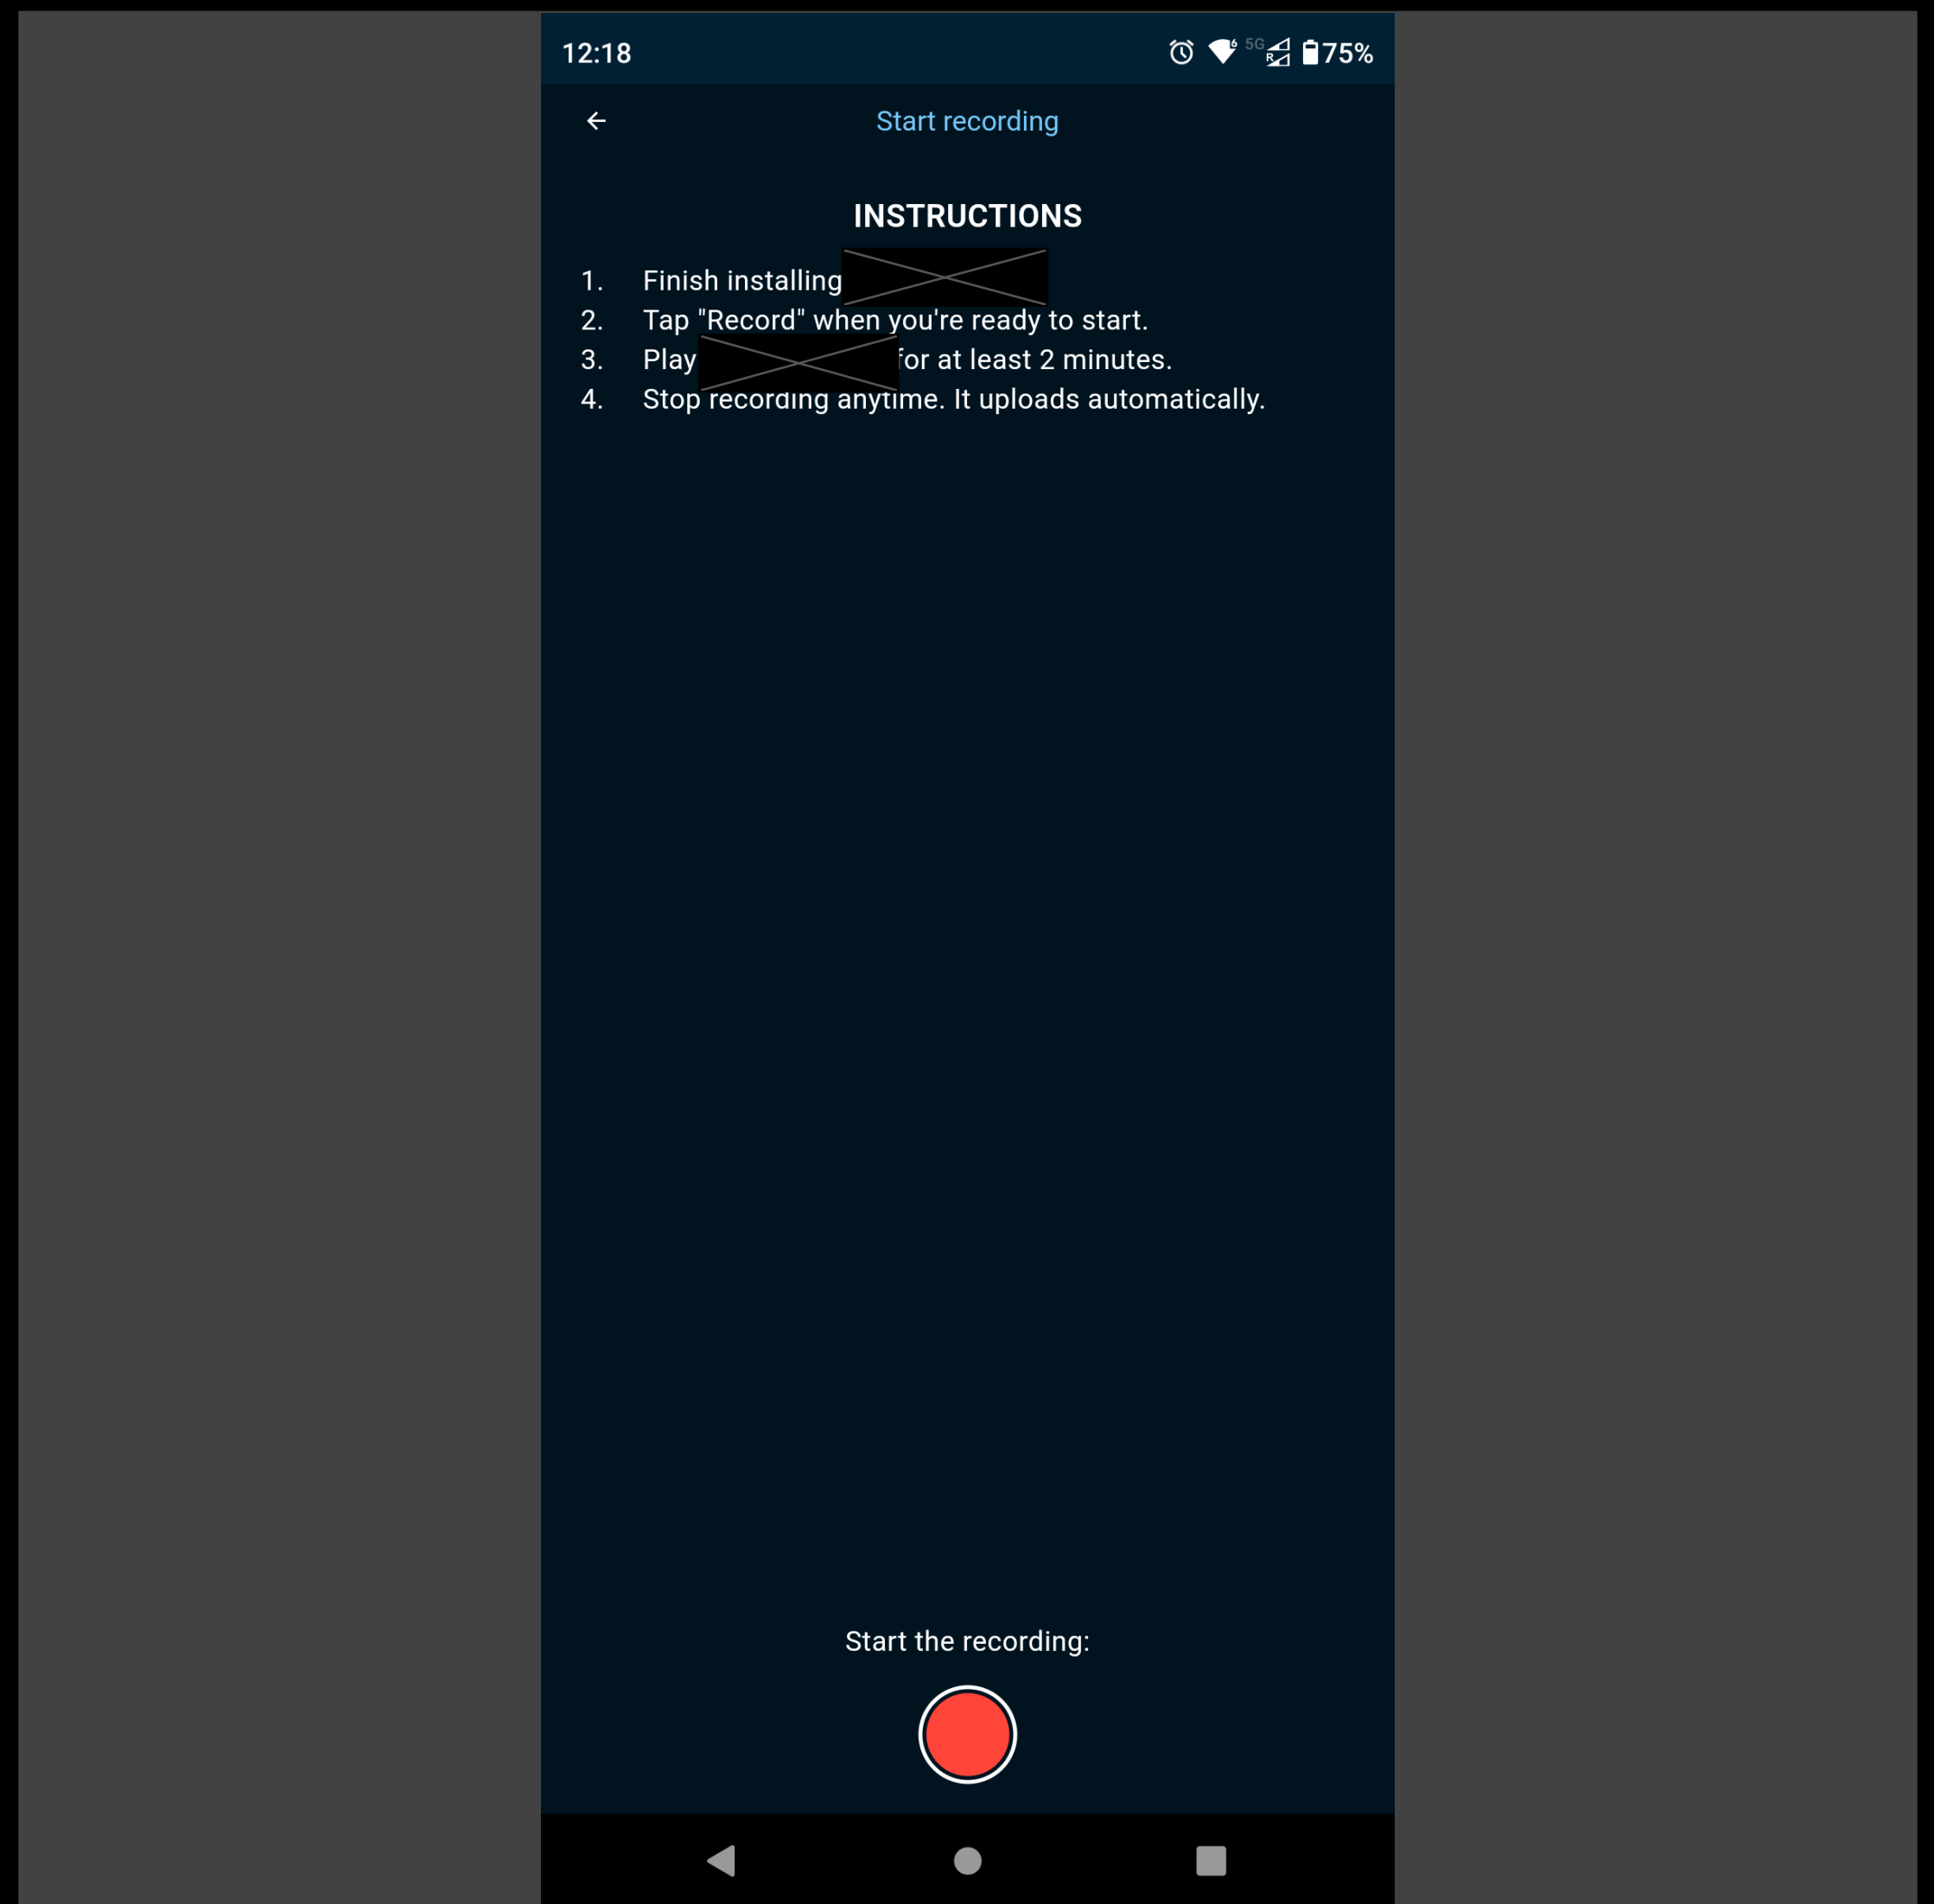 12:18 6 5G R 75%
Start recording
INSTRUCTIONS
1. Finish installing
2. Tap "Record" when you're ready to start.
3. Play for at least 2 minutes.
4. Stop recording anytime. It uploads automatically.
Start the recording: